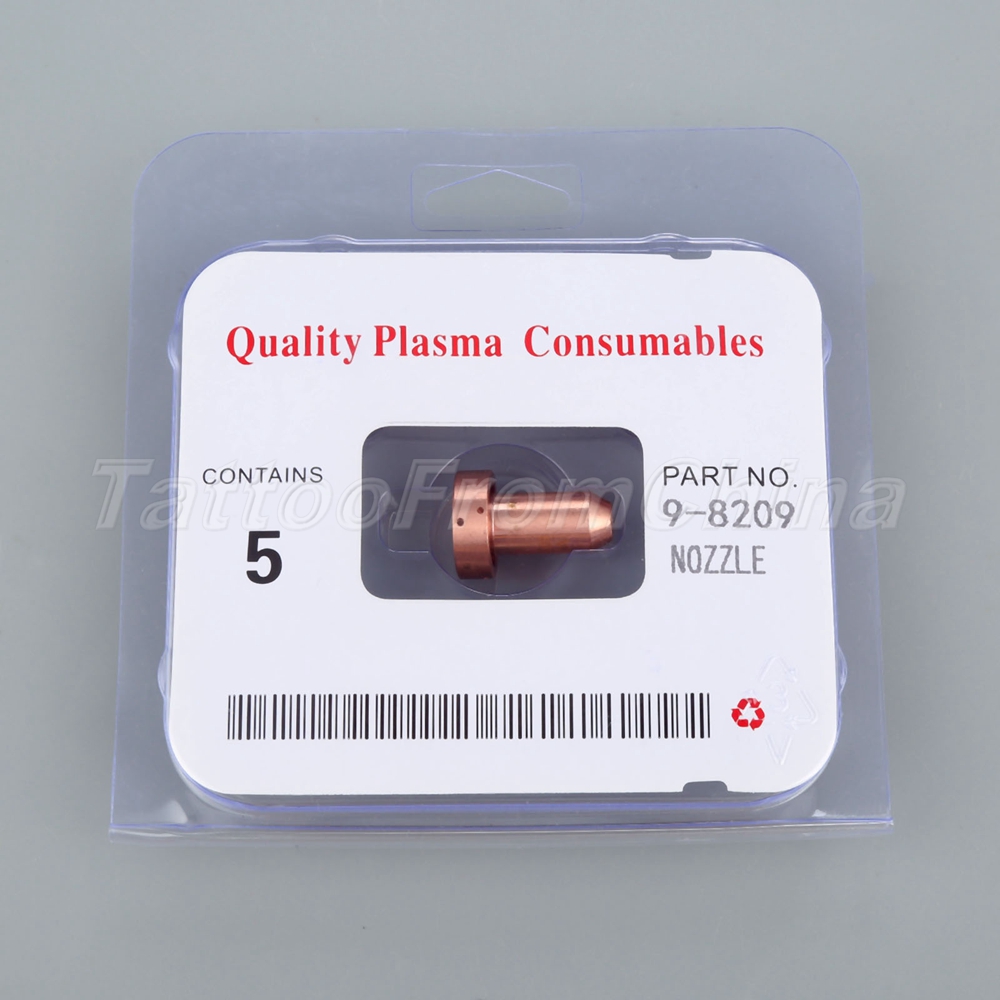 Quality Plasma Consumables
CONTAINS
5
PART NO.
9-8209
NOZZLE
TattooFromChina